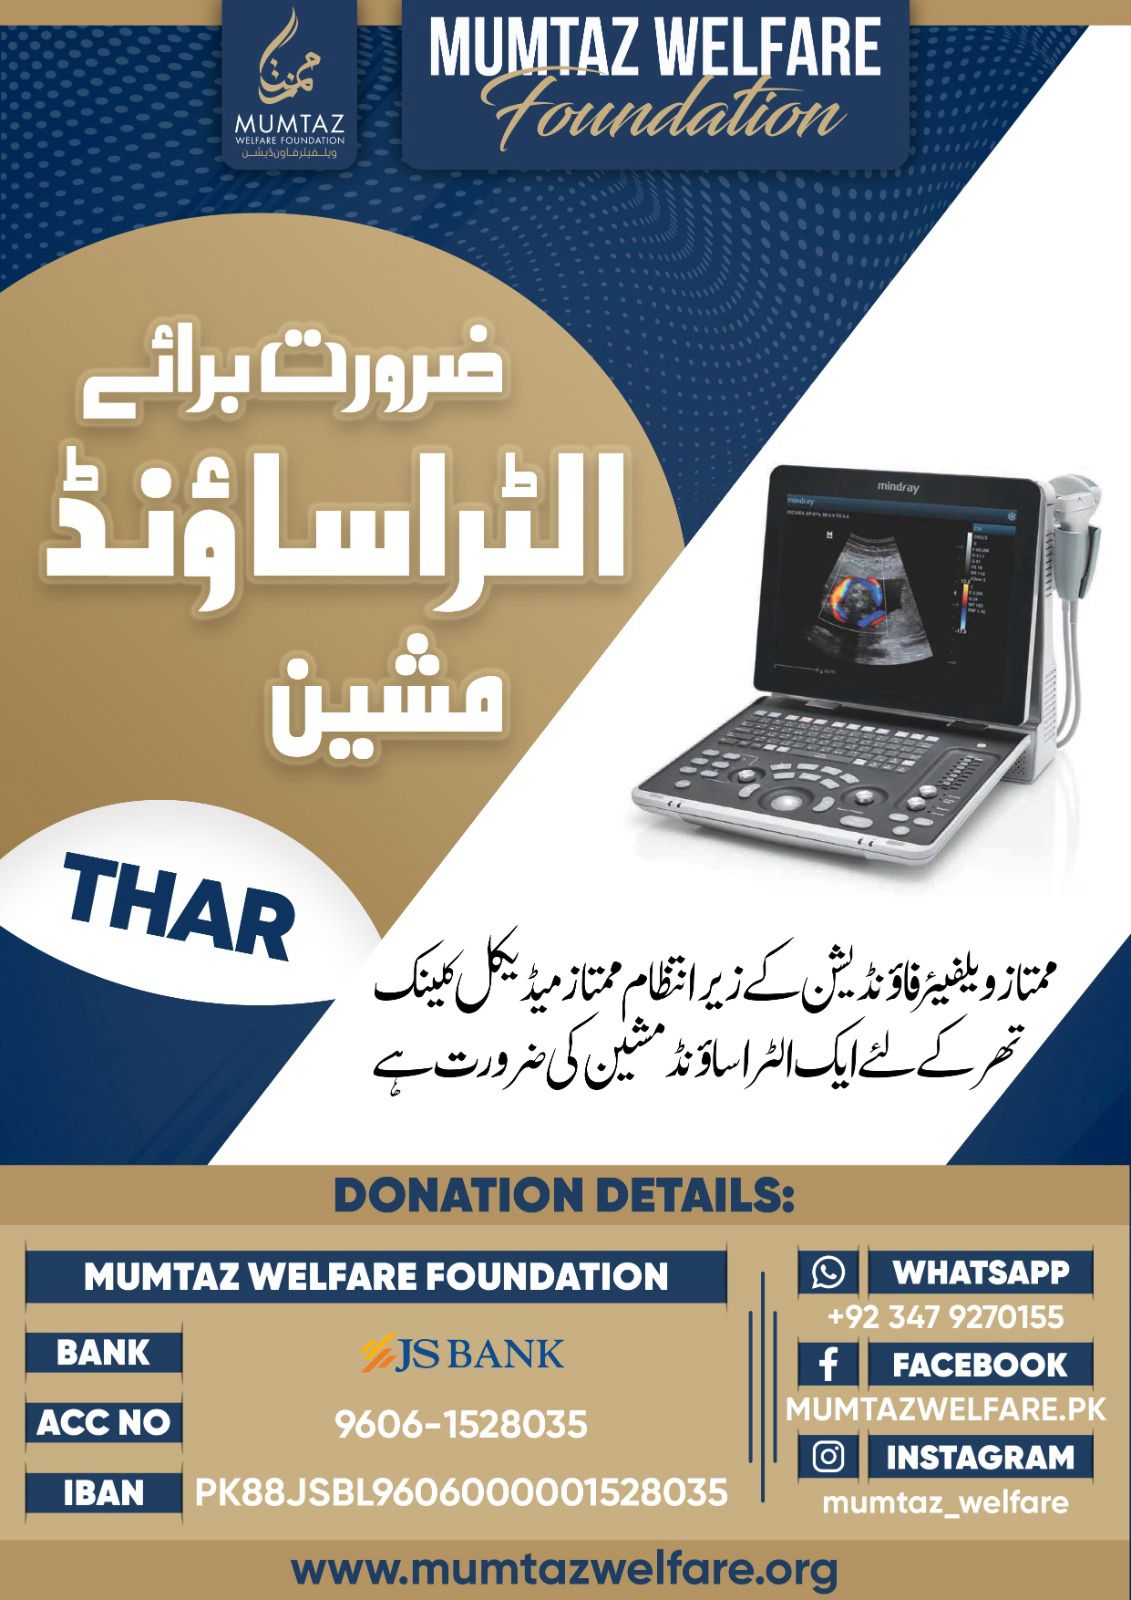 ممتاز
MUMTAZ
WELFARE FOUNDATION
ویلفیئر فاؤنڈیشن
MUMTAZ WELFARE
Foundation
ضرورت برائے
الٹراساؤنڈ
مشین
mindray
mindray
THAR
ممتاز ویلفیئر فاؤنڈیشن کے زیر انتظام ممتاز میڈیکل کلینک
تھر کے لئے ایک الٹراساؤنڈ مشین کی ضرورت ہے
DONATION DETAILS:
MUMTAZ WELFARE FOUNDATION
BANK JS BANK
ACC NO 9606-1528035
IBAN PK88JSBL9606000001528035
WHATSAPP
+92 347 9270155
FACEBOOK
MUMTAZWELFARE.PK
INSTAGRAM
mumtaz_welfare
www.mumtazwelfare.org